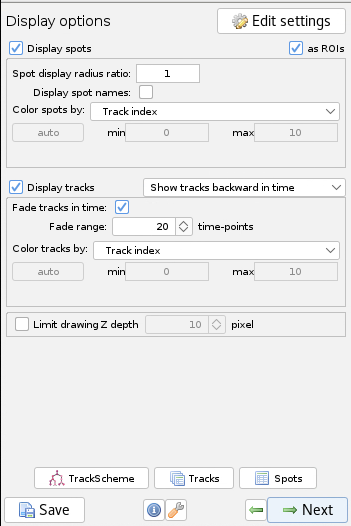 Display options
Edit settings
Display spots
as ROIs
Spot display radius ratio: 1
Display spot names:
Color spots by: Track index
auto min 0 max 10
Display tracks Show tracks backward in time
Fade tracks in time:
Fade range: 20 time-points
Color tracks by: Track index
auto min 0 max 10
Limit drawing Z depth 10 pixel
TrackScheme Tracks Spots
Save Next